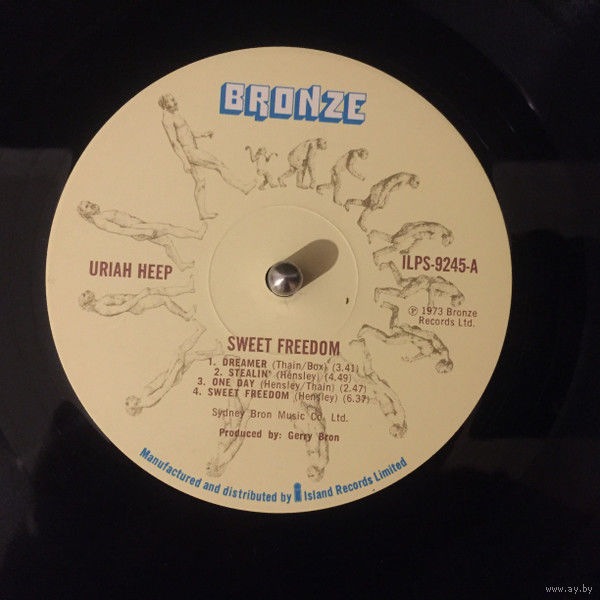 BRONZE
URIAH HEEP
ILPS-9245-A
℗ 1973 Bronze
Records Ltd.
SWEET FREEDOM
1. DREAMER (Thain/Box) (3.41)
2. STEALIN' (Hensley) (4.49)
3. ONE DAY (Hensley/Thain) (2.47)
4. SWEET FREEDOM (Hensley) (6.37)
Sydney Bron Music Co. Ltd.
Produced by: Gerry Bron
Manufactured and distributed by i Island Records Limited
www.ay.by